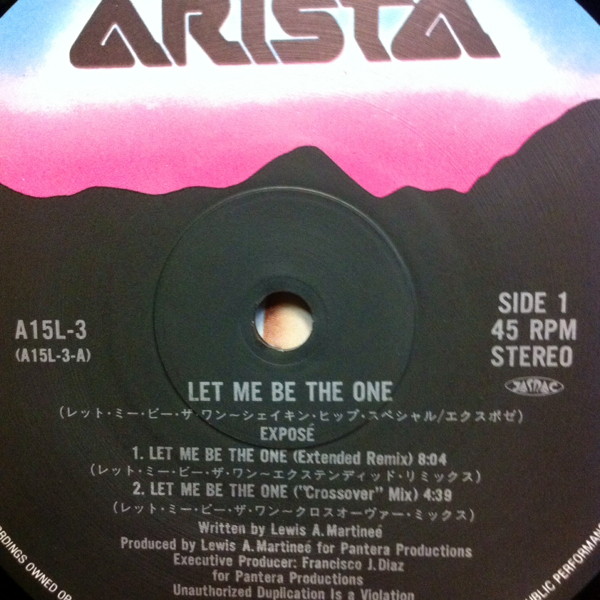 ARISTA
A15L-3
(A15L-3-A)
SIDE 1
45 RPM
STEREO
JASRAC
LET ME BE THE ONE
(レット・ミー・ビー・ザ・ワン~シェイキン・ヒップ・スペシャル/エクスポゼ)
EXPOSÉ
1. LET ME BE THE ONE (Extended Remix) 8:04
(レット・ミー・ビー・ザ・ワン~エクステンディッド・リミックス)
2. LET ME BE THE ONE ("Crossover" Mix) 4:39
(レット・ミー・ビー・ザ・ワン~クロスオーヴァー・ミックス)
Written by Lewis A. Martineé
Produced by Lewis A. Martineé for Pantera Productions
Executive Producer: Francisco J. Diaz
for Pantera Productions
Unauthorized Duplication Is a Violation
RDINGS OWNED OR
PUBLIC PERFORMANC